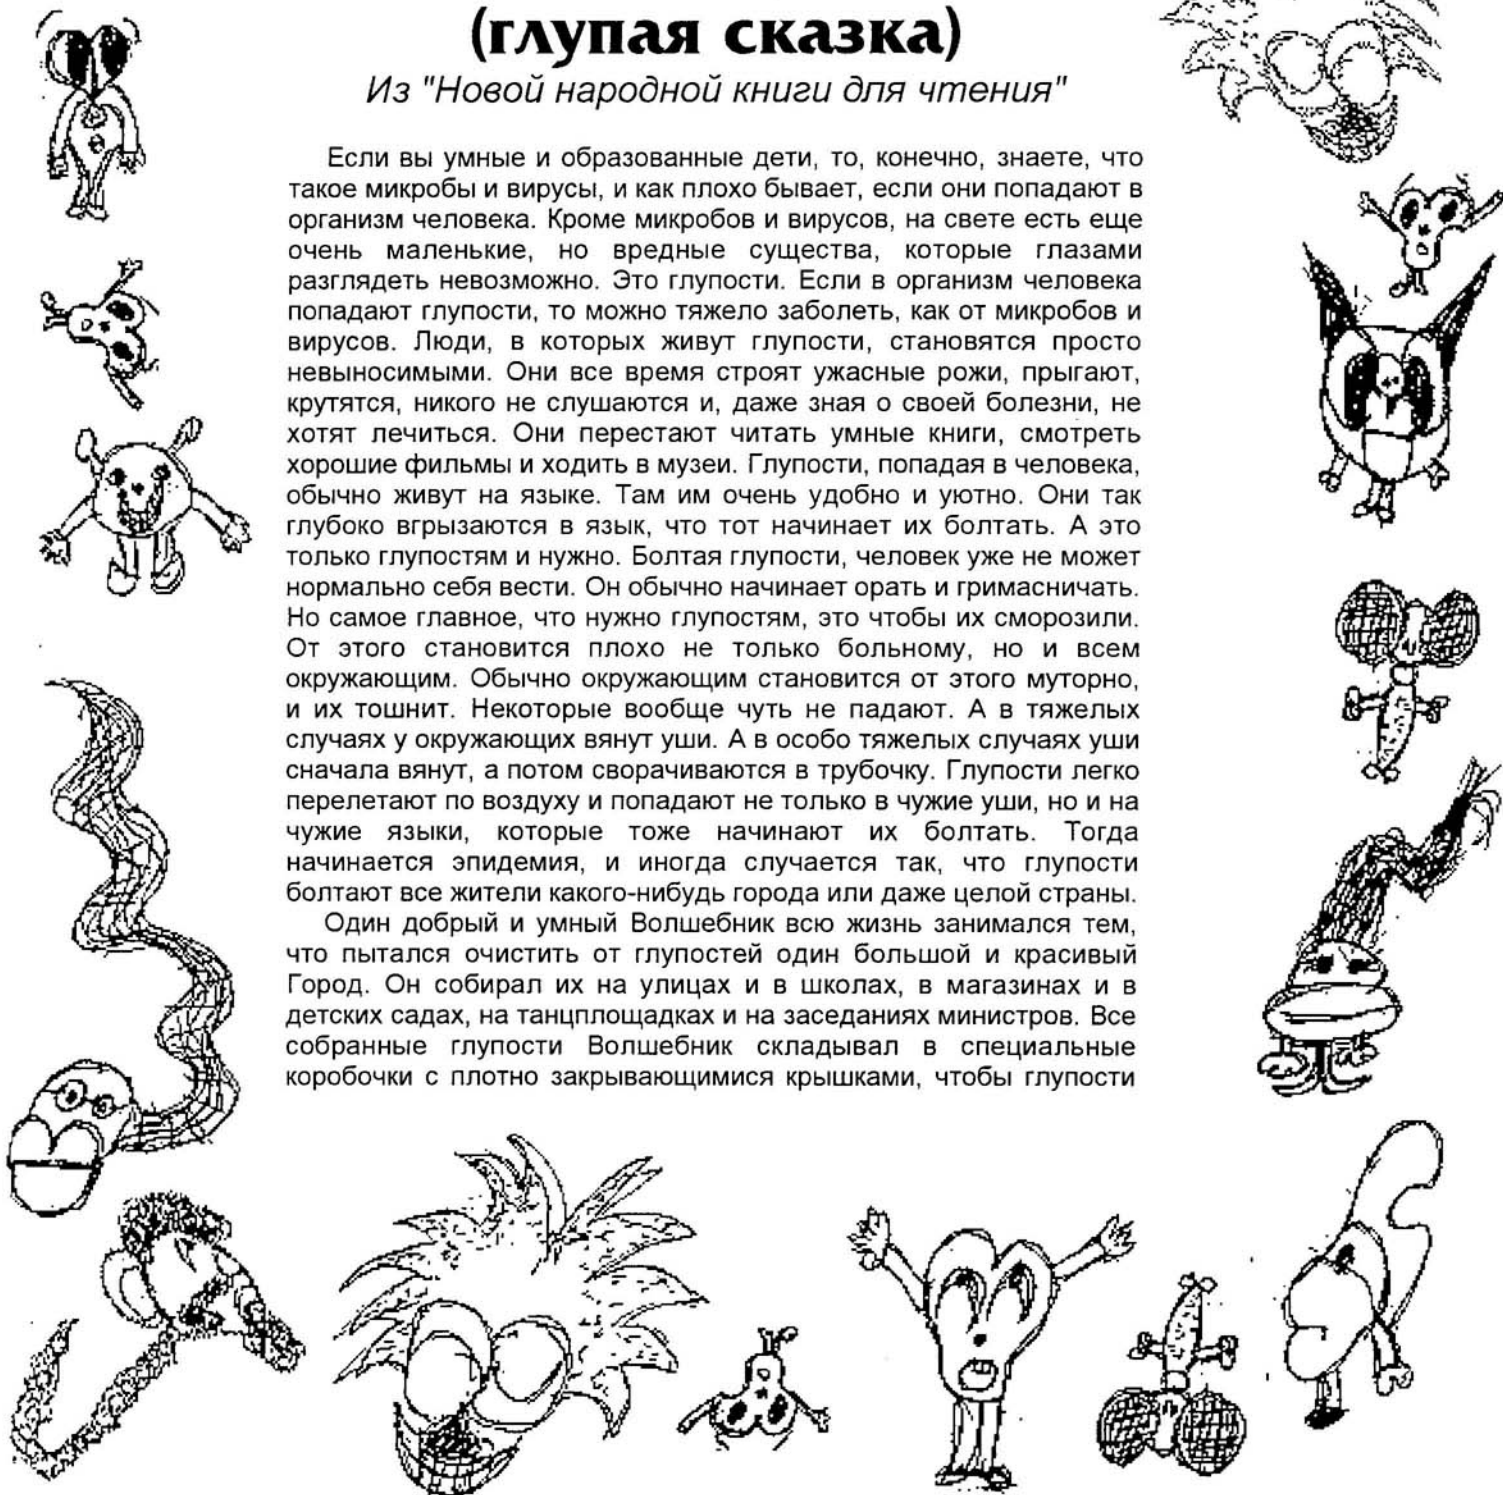 (глупая сказка)
Из "Новой народной книги для чтения"
Если вы умные и образованные дети, то, конечно, знаете, что
такое микробы и вирусы, и как плохо бывает, если они попадают в
организм человека. Кроме микробов и вирусов, на свете есть еще
очень маленькие, но вредные существа, которые глазами
разглядеть невозможно. Это глупости. Если в организм человека
попадают глупости, то можно тяжело заболеть, как от микробов и
вирусов. Люди, в которых живут глупости, становятся просто
невыносимыми. Они все время строят ужасные рожи, прыгают,
крутятся, никого не слушаются и, даже зная о своей болезни, не
хотят лечиться. Они перестают читать умные книги, смотреть
хорошие фильмы и ходить в музеи. Глупости, попадая в человека,
обычно живут на языке. Там им очень удобно и уютно. Они так
глубоко вгрызаются в язык, что тот начинает их болтать. А это
только глупостям и нужно. Болтая глупости, человек уже не может
нормально себя вести. Он обычно начинает орать и гримасничать.
Но самое главное, что нужно глупостям, это чтобы их сморозили.
От этого становится плохо не только больному, но и всем
окружающим. Обычно окружающим становится от этого муторно,
и их тошнит. Некоторые вообще чуть не падают. А в тяжелых
случаях у окружающих вянут уши. А в особо тяжелых случаях уши
сначала вянут, а потом сворачиваются в трубочку. Глупости легко
перелетают по воздуху и попадают не только в чужие уши, но и на
чужие языки, которые тоже начинают их болтать. Тогда
начинается эпидемия, и иногда случается так, что глупости
болтают все жители какого-нибудь города или даже целой страны.
Один добрый и умный Волшебник всю жизнь занимался тем,
что пытался очистить от глупостей один большой и красивый
Город. Он собирал их на улицах и в школах, в магазинах и в
детских садах, на танцплощадках и на заседаниях министров. Все
собранные глупости Волшебник складывал в специальные
коробочки с плотно закрывающимися крышками, чтобы глупости